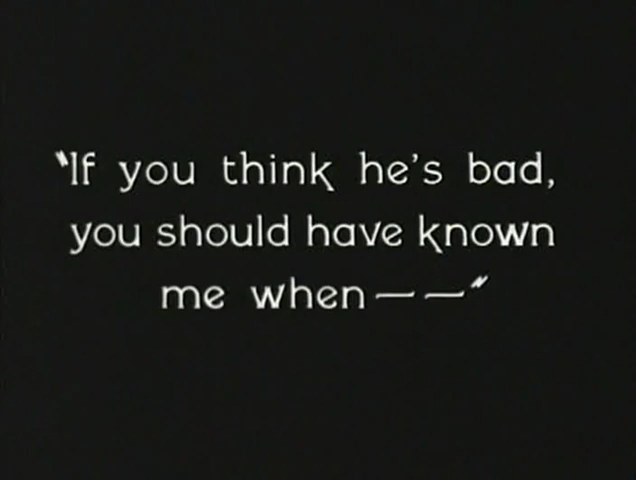 "If you think he's bad,
you should have known
me when — —"